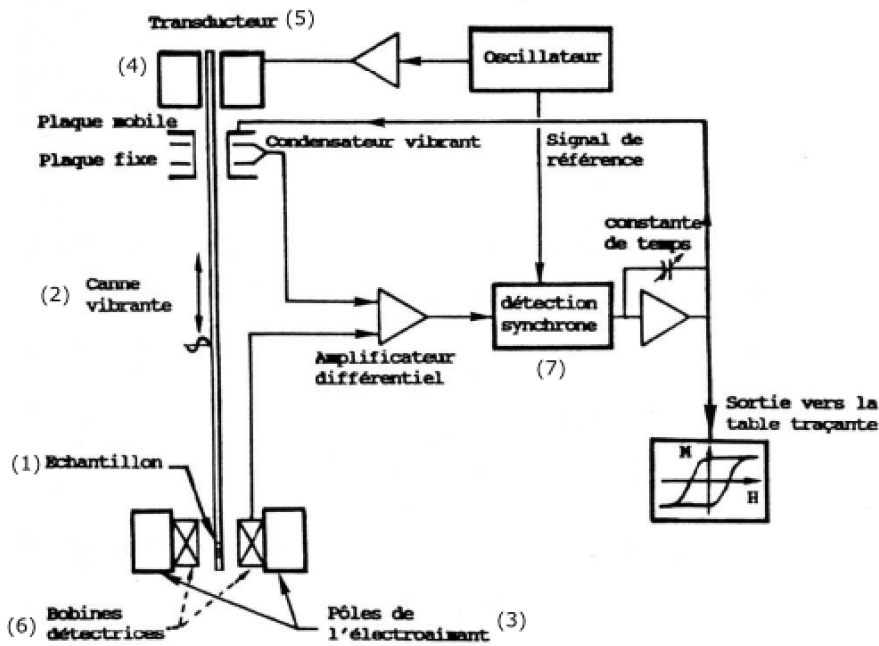 Transducteur (5)
(4)
Oscillateur
Plaque mobile
Condensateur vibrant
Plaque fixe
Signal de
référence
constante
de temps
(2) Canne
vibrante
détection
synchrone
(7)
Amplificateur
différentiel
Sortie vers la
table traçante
M
H
(1) Echantillon
(6) Bobines
détectrices
Pôles de
l'électroaimant (3)